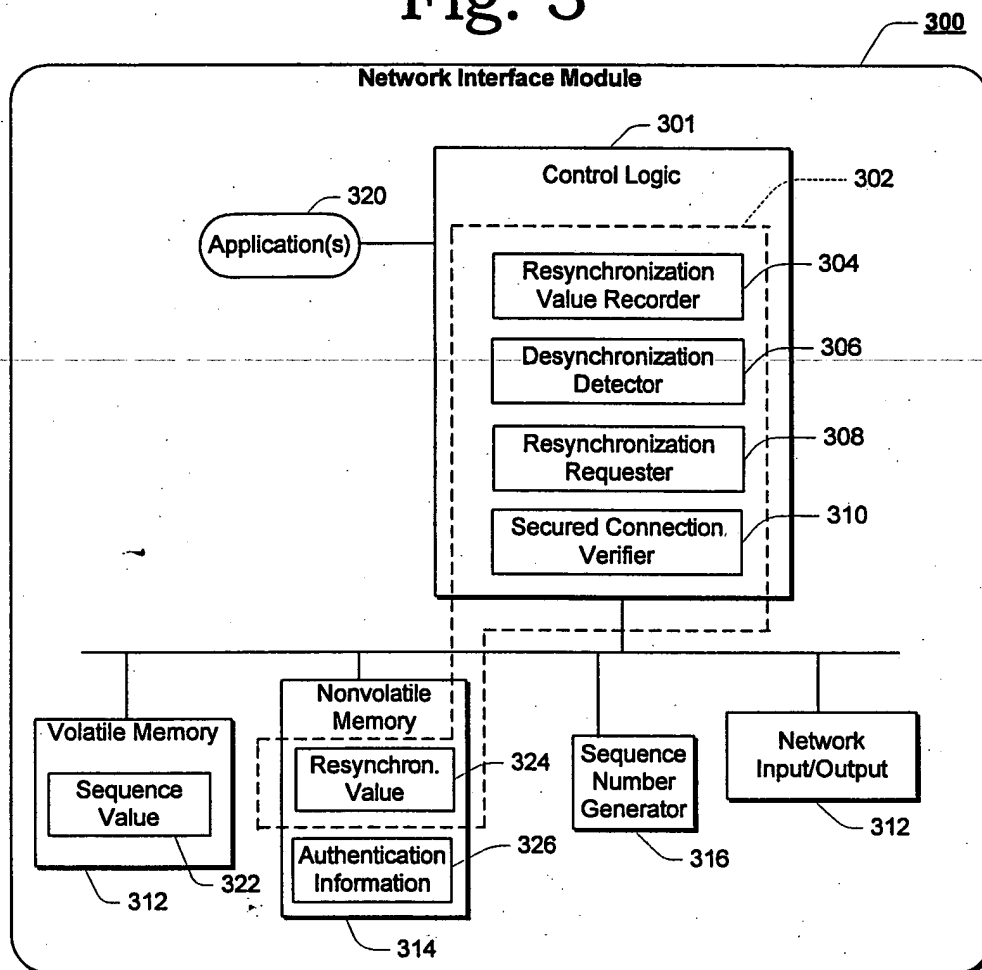 Fig. 3
300
Network Interface Module
301
Control Logic
302
320
Application(s)
Resynchronization
Value Recorder
304
Desynchronization
Detector
306
Resynchronization
Requester
308
Secured Connection
Verifier
310
Volatile Memory
Sequence
Value
322
312
Nonvolatile
Memory
Resynchron.
Value
324
Authentication
Information
326
314
Sequence
Number
Generator
316
Network
Input/Output
312